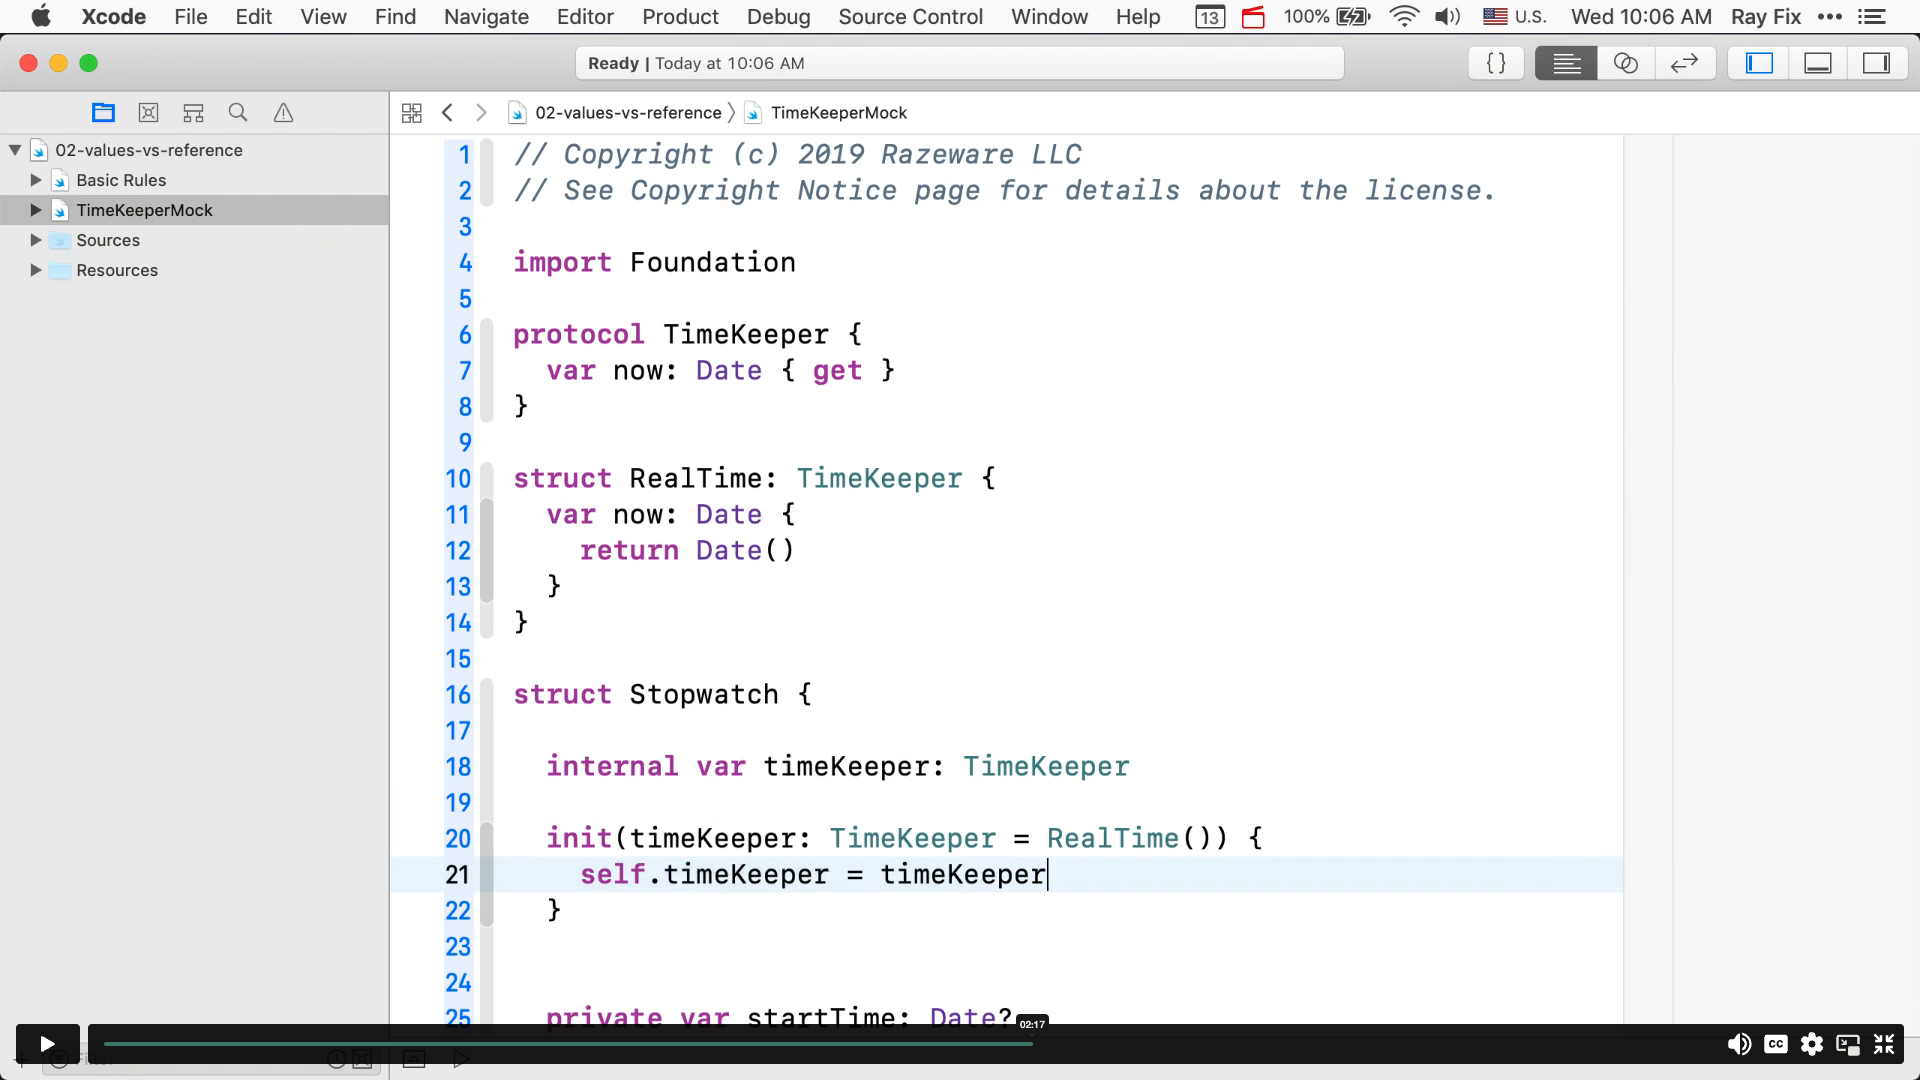 Xcode File Edit View Find Navigate Editor Product Debug Source Control Window Help 13 100% U.S. Wed 10:06 AM Ray Fix
Ready | Today at 10:06 AM
{}
02-values-vs-reference
Basic Rules
TimeKeeperMock
Sources
Resources
02-values-vs-reference 〉 TimeKeeperMock
1 // Copyright (c) 2019 Razeware LLC
2 // See Copyright Notice page for details about the license.
3
4 import Foundation
5
6 protocol TimeKeeper {
7 var now: Date { get }
8 }
9
10 struct RealTime: TimeKeeper {
11 var now: Date {
12 return Date()
13 }
14 }
15
16 struct Stopwatch {
17
18 internal var timeKeeper: TimeKeeper
19
20 init(timeKeeper: TimeKeeper = RealTime()) {
21 self.timeKeeper = timeKeeper
22 }
23
24
25 private var startTime: Date?
02:17
CC
Filter